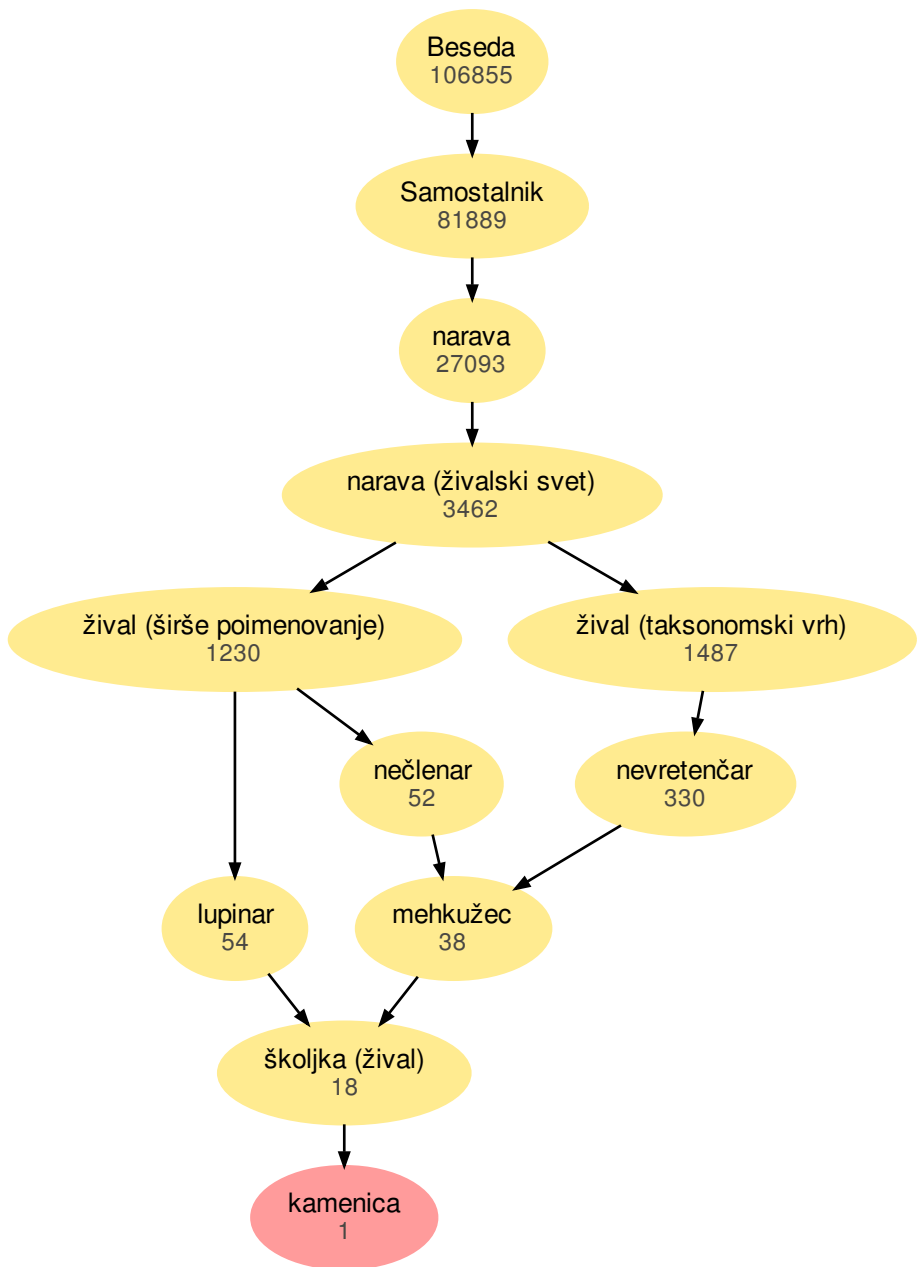 Beseda
106855
Samostalnik
81889
narava
27093
narava (živalski svet)
3462
žival (širše poimenovanje)
1230
žival (taksonomski vrh)
1487
nečlenar
52
nevretenčar
330
lupinar
54
mehkužec
38
školjka (žival)
18
kamenica
1